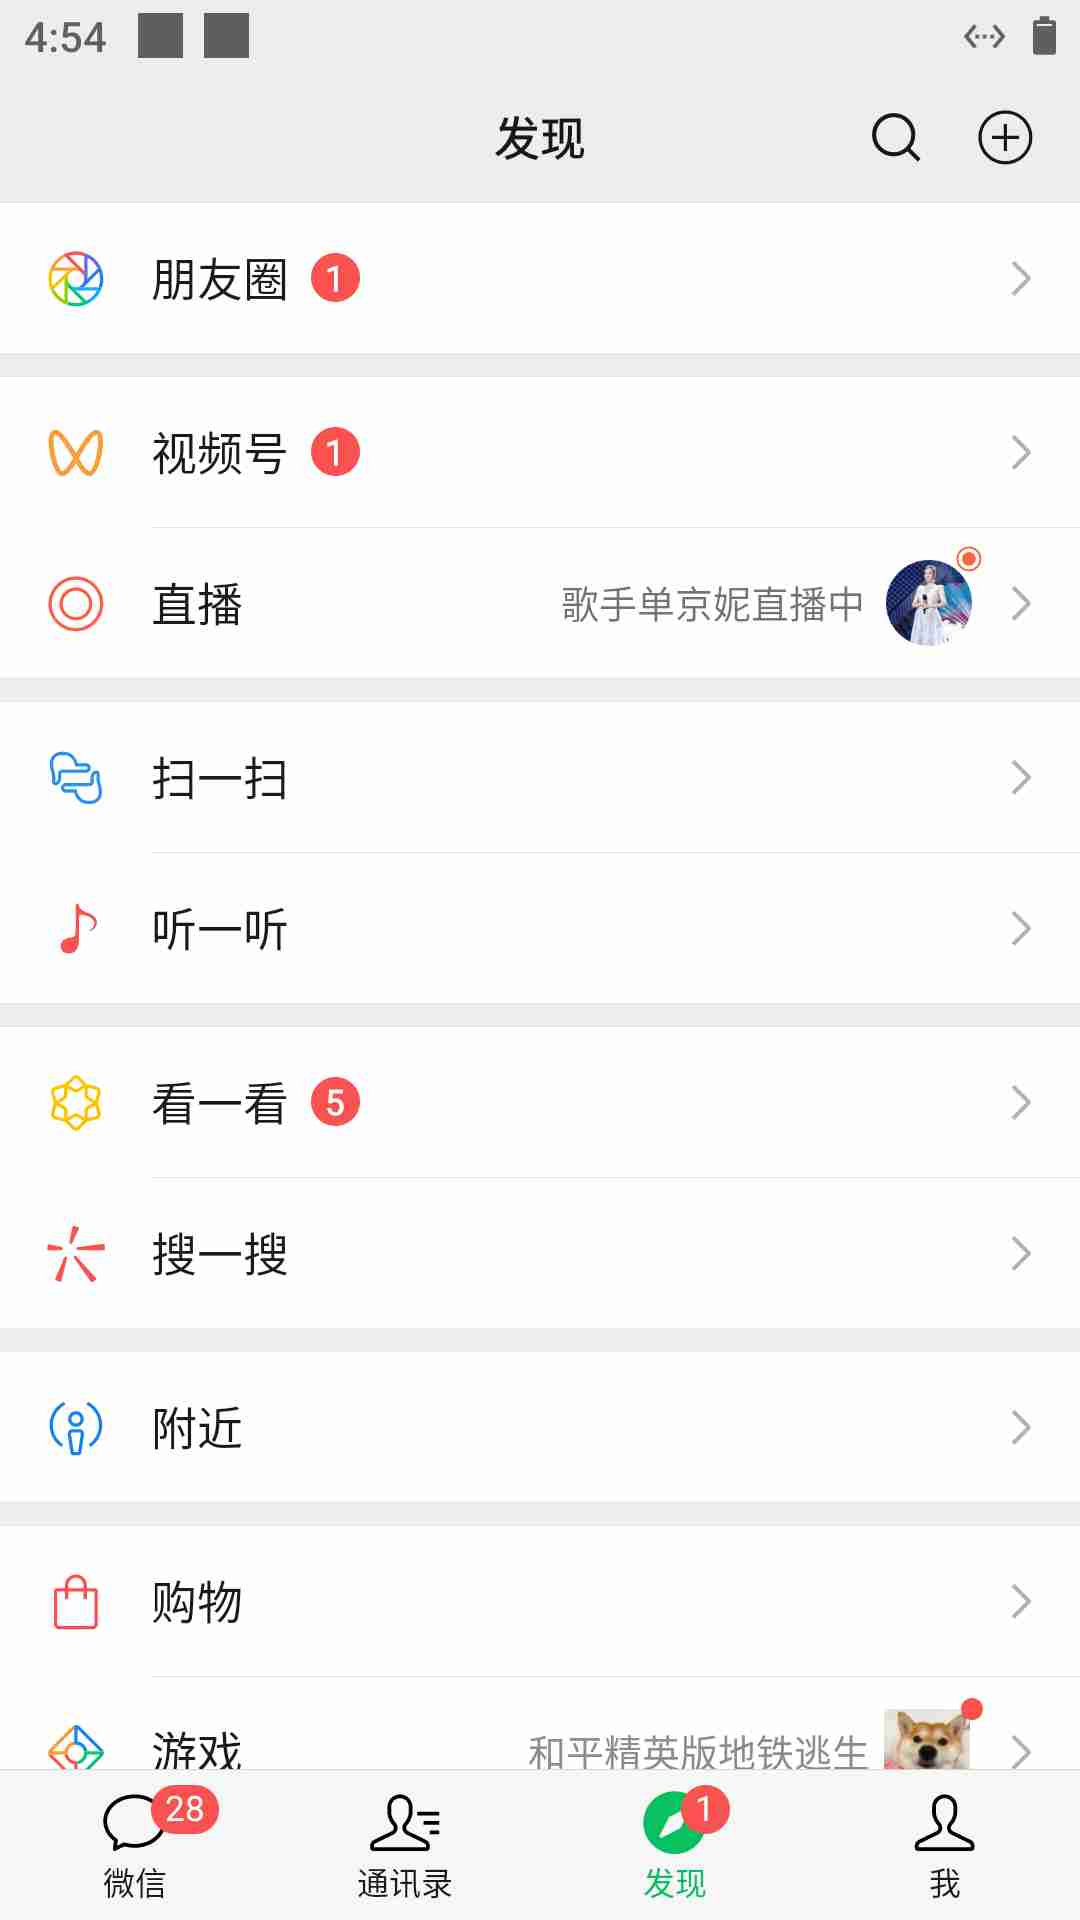 4:54
发现
朋友圈 1
视频号 1
直播 歌手单京妮直播中
扫一扫
听一听
看一看 5
搜一搜
附近
购物
游戏 和平精英版地铁逃生
28 1
微信 通讯录 发现 我